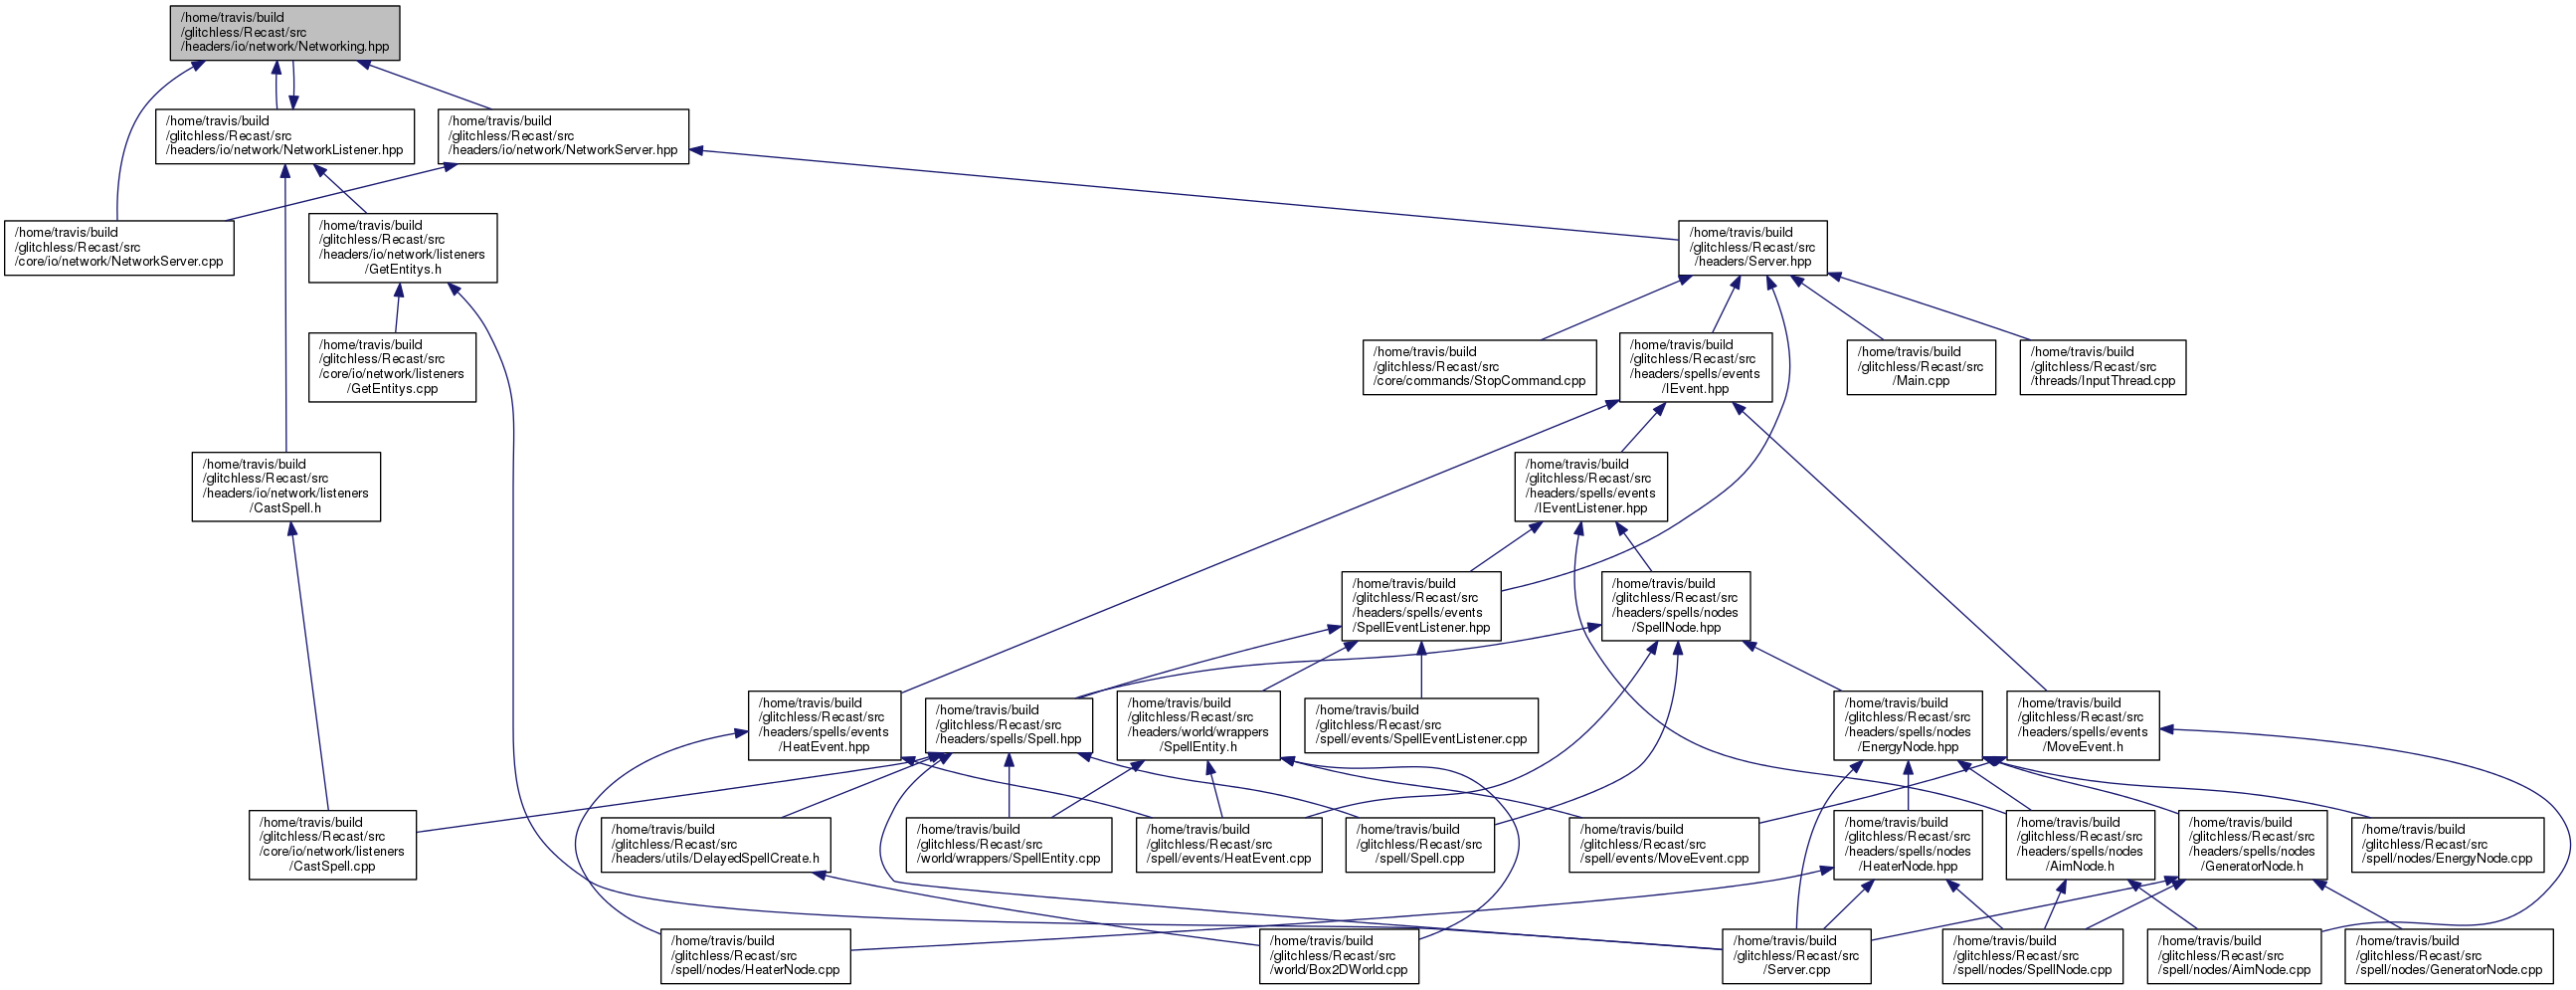 /home/travis/build
/glitchless/Recast/src
/headers/io/network/Networking.hpp
/home/travis/build
/glitchless/Recast/src
/headers/io/network/NetworkListener.hpp
/home/travis/build
/glitchless/Recast/src
/headers/io/network/NetworkServer.hpp
/home/travis/build
/glitchless/Recast/src
/core/io/network/NetworkServer.cpp
/home/travis/build
/glitchless/Recast/src
/headers/io/network/listeners
/GetEntitys.h
/home/travis/build
/glitchless/Recast/src
/headers/Server.hpp
/home/travis/build
/glitchless/Recast/src
/core/io/network/listeners
/GetEntitys.cpp
/home/travis/build
/glitchless/Recast/src
/core/commands/StopCommand.cpp
/home/travis/build
/glitchless/Recast/src
/headers/spells/events
/IEvent.hpp
/home/travis/build
/glitchless/Recast/src
/Main.cpp
/home/travis/build
/glitchless/Recast/src
/threads/InputThread.cpp
/home/travis/build
/glitchless/Recast/src
/headers/io/network/listeners
/CastSpell.h
/home/travis/build
/glitchless/Recast/src
/headers/spells/events
/IEventListener.hpp
/home/travis/build
/glitchless/Recast/src
/headers/spells/events
/SpellEventListener.hpp
/home/travis/build
/glitchless/Recast/src
/headers/spells/nodes
/SpellNode.hpp
/home/travis/build
/glitchless/Recast/src
/headers/spells/events
/HeatEvent.hpp
/home/travis/build
/glitchless/Recast/src
/headers/spells/Spell.hpp
/home/travis/build
/glitchless/Recast/src
/headers/world/wrappers
/SpellEntity.h
/home/travis/build
/glitchless/Recast/src
/spell/events/SpellEventListener.cpp
/home/travis/build
/glitchless/Recast/src
/headers/spells/nodes
/EnergyNode.hpp
/home/travis/build
/glitchless/Recast/src
/headers/spells/events
/MoveEvent.h
/home/travis/build
/glitchless/Recast/src
/core/io/network/listeners
/CastSpell.cpp
/home/travis/build
/glitchless/Recast/src
/headers/utils/DelayedSpellCreate.h
/home/travis/build
/glitchless/Recast/src
/world/wrappers/SpellEntity.cpp
/home/travis/build
/glitchless/Recast/src
/spell/events/HeatEvent.cpp
/home/travis/build
/glitchless/Recast/src
/spell/Spell.cpp
/home/travis/build
/glitchless/Recast/src
/spell/events/MoveEvent.cpp
/home/travis/build
/glitchless/Recast/src
/headers/spells/nodes
/HeaterNode.hpp
/home/travis/build
/glitchless/Recast/src
/headers/spells/nodes
/AimNode.h
/home/travis/build
/glitchless/Recast/src
/headers/spells/nodes
/GeneratorNode.h
/home/travis/build
/glitchless/Recast/src
/spell/nodes/EnergyNode.cpp
/home/travis/build
/glitchless/Recast/src
/spell/nodes/HeaterNode.cpp
/home/travis/build
/glitchless/Recast/src
/world/Box2DWorld.cpp
/home/travis/build
/glitchless/Recast/src
/Server.cpp
/home/travis/build
/glitchless/Recast/src
/spell/nodes/SpellNode.cpp
/home/travis/build
/glitchless/Recast/src
/spell/nodes/AimNode.cpp
/home/travis/build
/glitchless/Recast/src
/spell/nodes/GeneratorNode.cpp